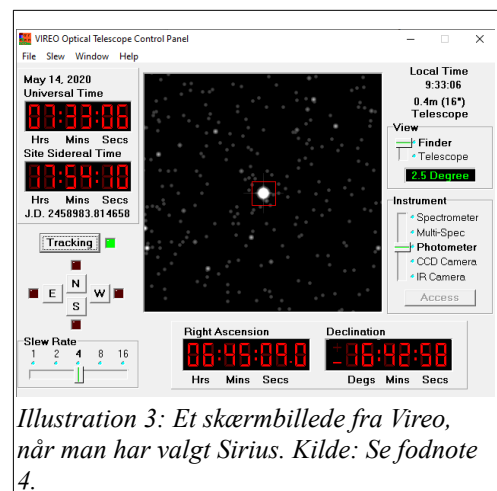 VIREO Optical Telescope Control Panel
File Slew Window Help
May 14, 2020
Universal Time
07:33:06
Hrs Mins Secs
Site Sidereal Time
17:54:10
Hrs Mins Secs
J.D. 2458983.814658
Tracking
N
E W
S
Slew Rate
1 2 4 8 16
Local Time
9:33:06
0.4m (16")
Telescope
View
Finder
Telescope
2.5 Degree
Instrument
Spectrometer
Multi-Spec
Photometer
CCD Camera
IR Camera
Access
Right Ascension
06:45:09.0
Hrs Mins Secs
Declination
-16:42:58
Degs Mins Secs
Illustration 3: Et skærmbillede fra Vireo,
når man har valgt Sirius. Kilde: Se fodnote
4.